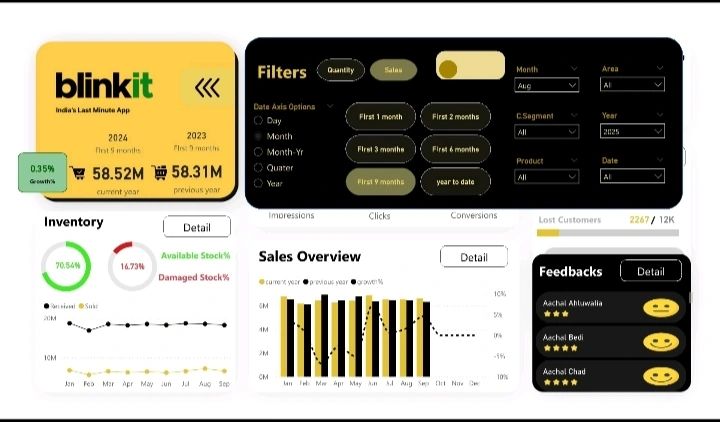 blinkit
India's Last Minute App
2024
First 9 months
58.52M
current year
2023
First 9 months
58.31M
previous year
0.35%
Growth%
Filters
Quantity
Sales
Date Axis Options
Day
Month
Month-Yr
Quater
Year
First 1 month
First 2 months
First 3 months
First 6 months
First 9 months
year to date
Month
Aug
Area
All
C.Segment
All
Year
2025
Product
All
Date
All
Impressions
Clicks
Conversions
Lost Customers
2267 / 12K
Inventory
Detail
70.54%
16.73%
Available Stock%
Damaged Stock%
Received
Sold
20M
10M
Jan Feb Mar Apr May Jun Jul Aug Sep
Sales Overview
Detail
current year
previous year
growth%
6M
4M
2M
0M
10%
5%
0%
-5%
10%
Jan Feb Mar Apr May Jun Jul Aug Sep Oct Nov Dec
Feedbacks
Detail
Aachal Ahluwalia
Aachal Bedi
Aachal Chad